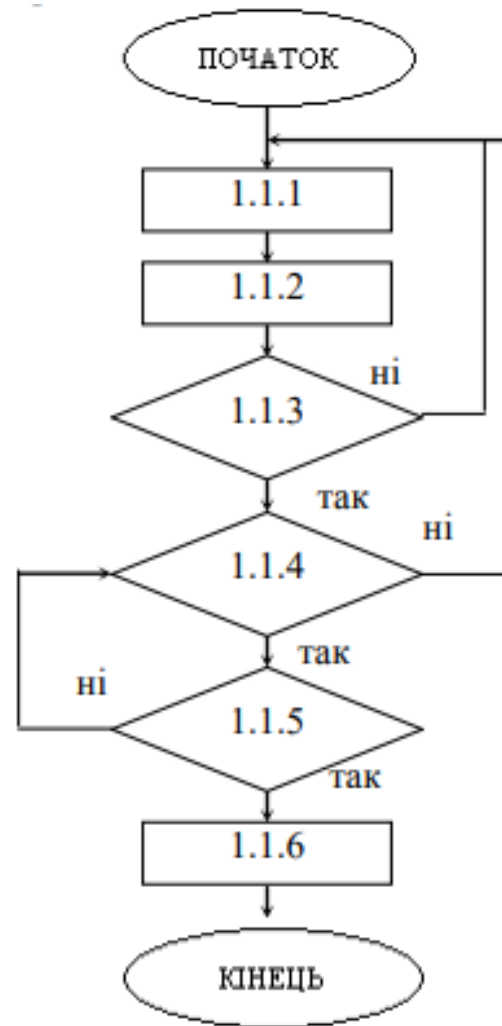 ПОЧАТОК
1.1.1
1.1.2
ні
1.1.3
так
ні
1.1.4
так
ні
1.1.5
так
1.1.6
КІНЕЦЬ